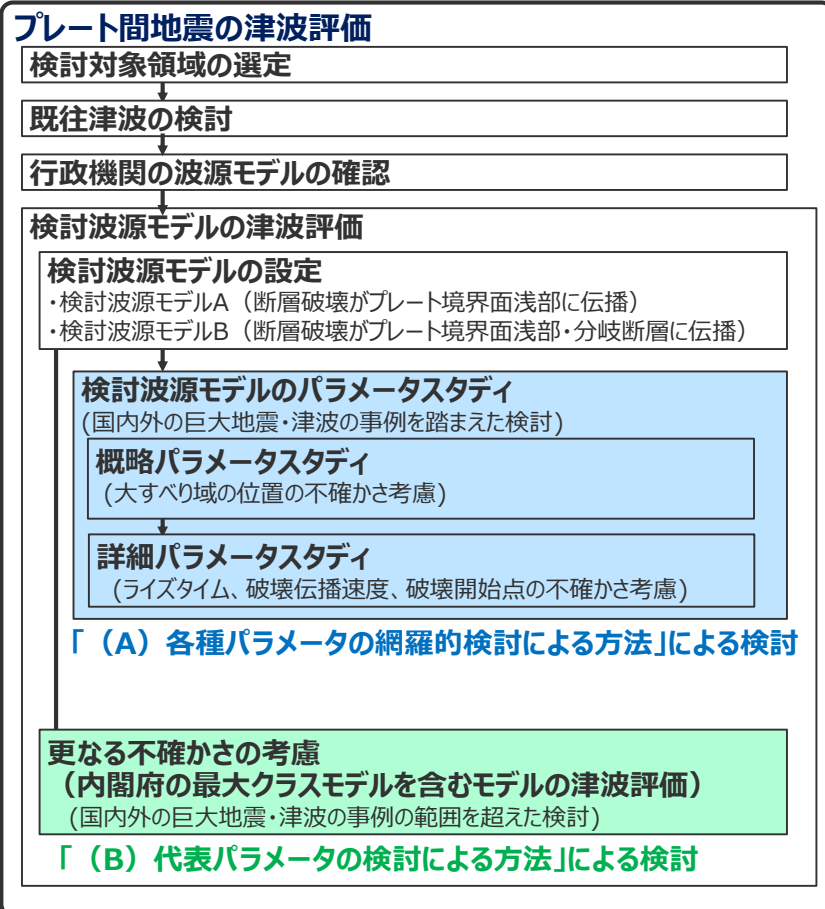 プレート間地震の津波評価
検討対象領域の選定
既往津波の検討
行政機関の波源モデルの確認
検討波源モデルの津波評価
検討波源モデルの設定
・検討波源モデルA（断層破壊がプレート境界面浅部に伝播）
・検討波源モデルB（断層破壊がプレート境界面浅部・分岐断層に伝播）
検討波源モデルのパラメータスタディ
(国内外の巨大地震・津波の事例を踏まえた検討)
概略パラメータスタディ
(大すべり域の位置の不確かさ考慮)
詳細パラメータスタディ
(ライズタイム、破壊伝播速度、破壊開始点の不確かさ考慮)
「（A）各種パラメータの網羅的検討による方法」による検討
更なる不確かさの考慮
（内閣府の最大クラスモデルを含むモデルの津波評価）
(国内外の巨大地震・津波の事例の範囲を超えた検討)
「（B）代表パラメータの検討による方法」による検討